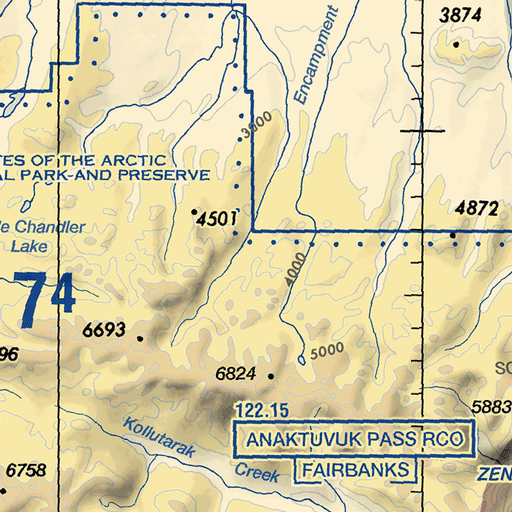 3874
Encampment
3000
TES OF THE ARCTIC
AL PARK AND PRESERVE
4501
4872
le Chandler
Lake
4000
74
6693
5000
96
6824
SO
122.15
5883
Kollutarak
Creek
ANAKTUVUK PASS RCO
FAIRBANKS
6758
ZEN